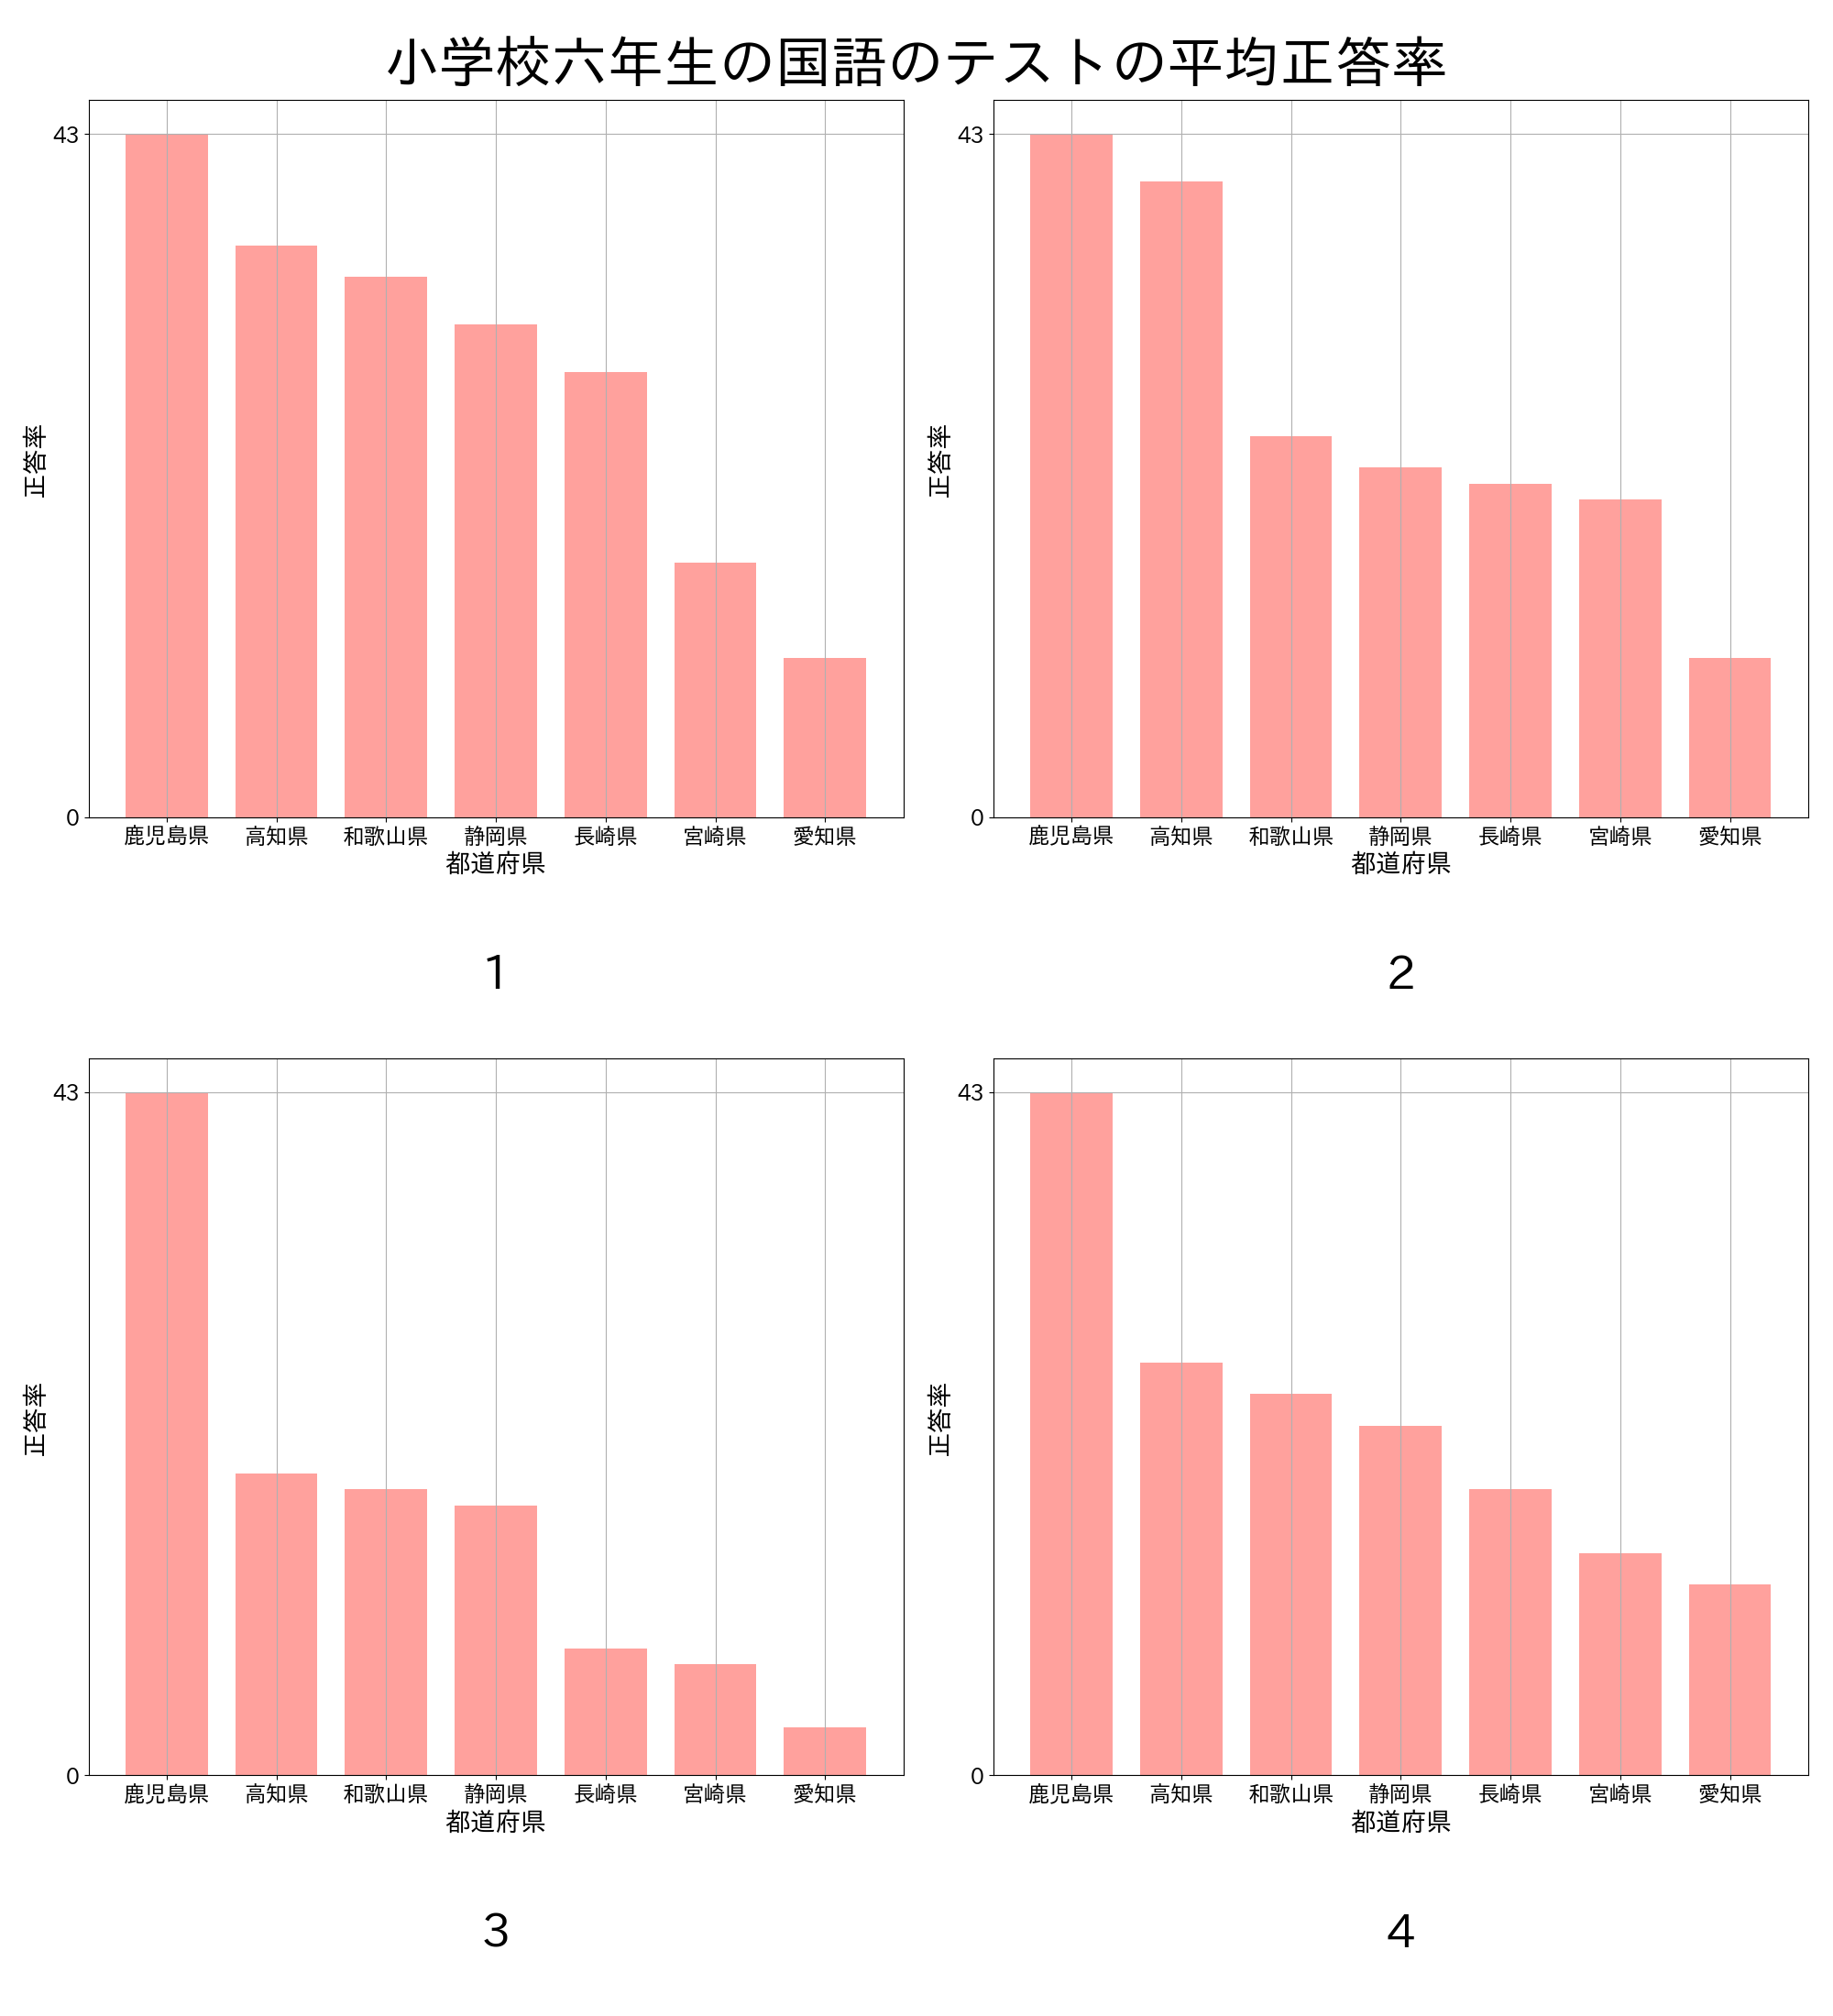 小学校六年生の国語のテストの平均正答率
43
0
正答率
鹿児島県 高知県 和歌山県 静岡県 長崎県 宮崎県 愛知県
都道府県
1
43
0
正答率
鹿児島県 高知県 和歌山県 静岡県 長崎県 宮崎県 愛知県
都道府県
2
43
0
正答率
鹿児島県 高知県 和歌山県 静岡県 長崎県 宮崎県 愛知県
都道府県
3
43
0
正答率
鹿児島県 高知県 和歌山県 静岡県 長崎県 宮崎県 愛知県
都道府県
4